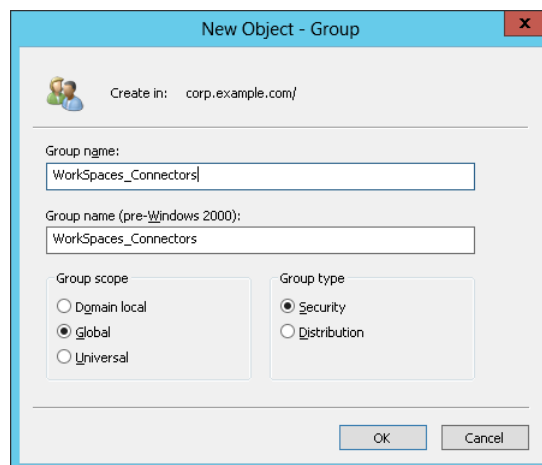 New Object - Group
x
Create in: corp.example.com/
Group name:
WorkSpaces_Connectors
Group name (pre-Windows 2000):
WorkSpaces_Connectors
Group scope
Group type
Domain local
Security
Global
Distribution
Universal
OK
Cancel